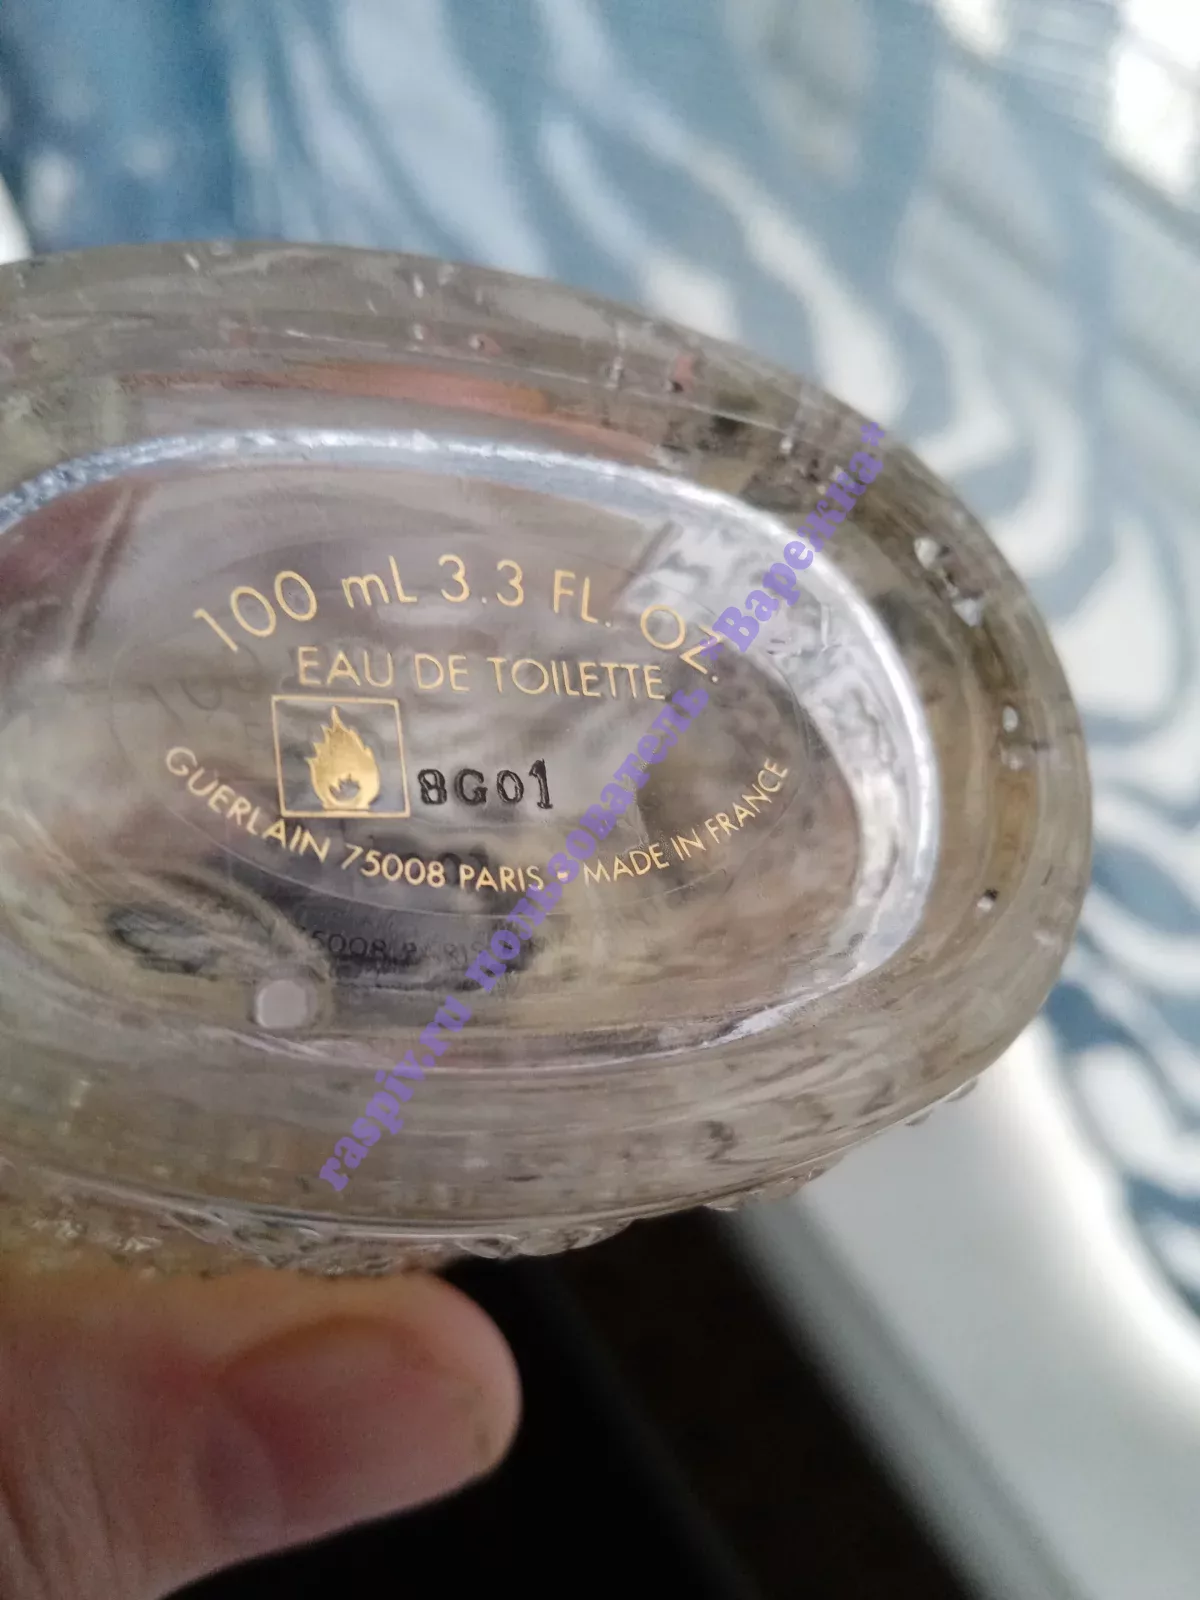 100 mL 3.3 FL. OZ.
EAU DE TOILETTE
8G01
GUERLAIN 75008 PARIS - MADE IN FRANCE
raspiv.ru пользователь *Варежка*